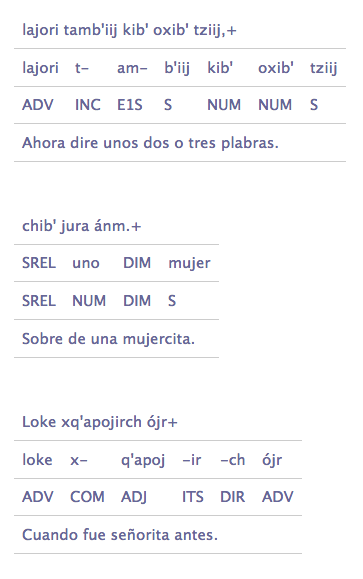 lajori tamb'iij kib' oxib' tziij,+
lajori t- am- b'iij kib' oxib' tziij
ADV INC E1S S NUM NUM S
Ahora dire unos dos o tres plabras.
chib' jura ánm.+
SREL uno DIM mujer
SREL NUM DIM S
Sobre de una mujercita.
Loke xq'apojirch ójr+
loke x- q'apoj -ir -ch ójr
ADV COM ADJ ITS DIR ADV
Cuando fue señorita antes.